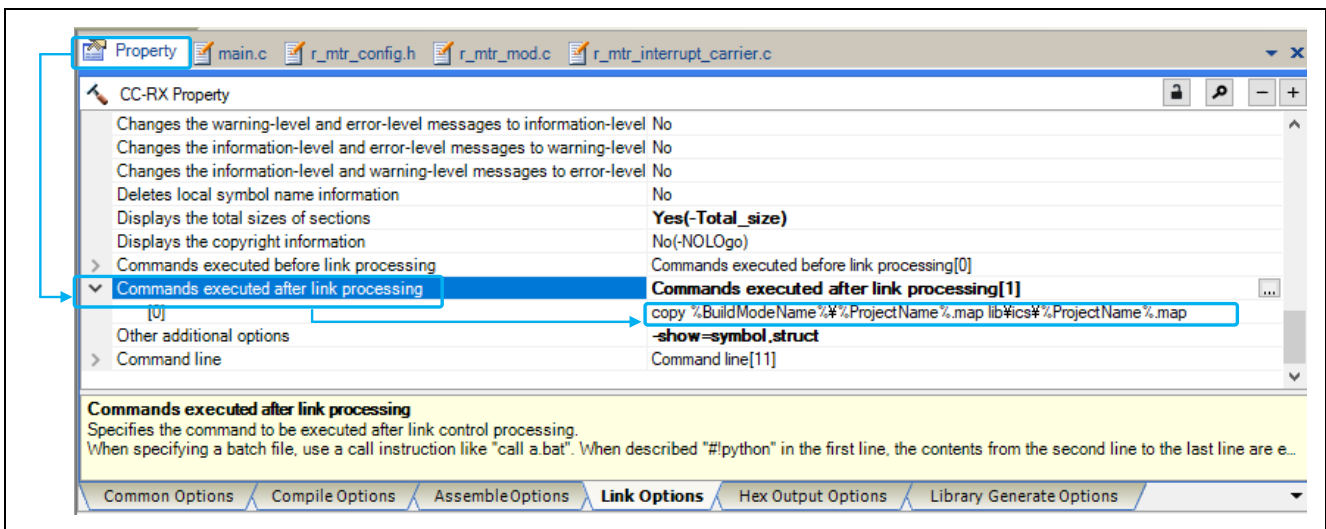 Property main.c r_mtr_config.h r_mtr_mod.c r_mtr_interrupt_carrier.c
CC-RX Property
Changes the warning-level and error-level messages to information-level No
Changes the information-level and error-level messages to warning-level No
Changes the information-level and warning-level messages to error-level No
Deletes local symbol name information No
Displays the total sizes of sections Yes(-Total_size)
Displays the copyright information No(-NOLOgo)
Commands executed before link processing Commands executed before link processing[0]
Commands executed after link processing Commands executed after link processing[1] ...
[0] copy %BuildModeName%¥%ProjectName%.map lib¥ics¥%ProjectName%.map
Other additional options -show=symbol,struct
Command line Command line[11]
Commands executed after link processing
Specifies the command to be executed after link control processing.
When specifying a batch file, use a call instruction like "call a.bat". When described "#!python" in the first line, the contents from the second line to the last line are e...
Common Options Compile Options Assemble Options Link Options Hex Output Options Library Generate Options